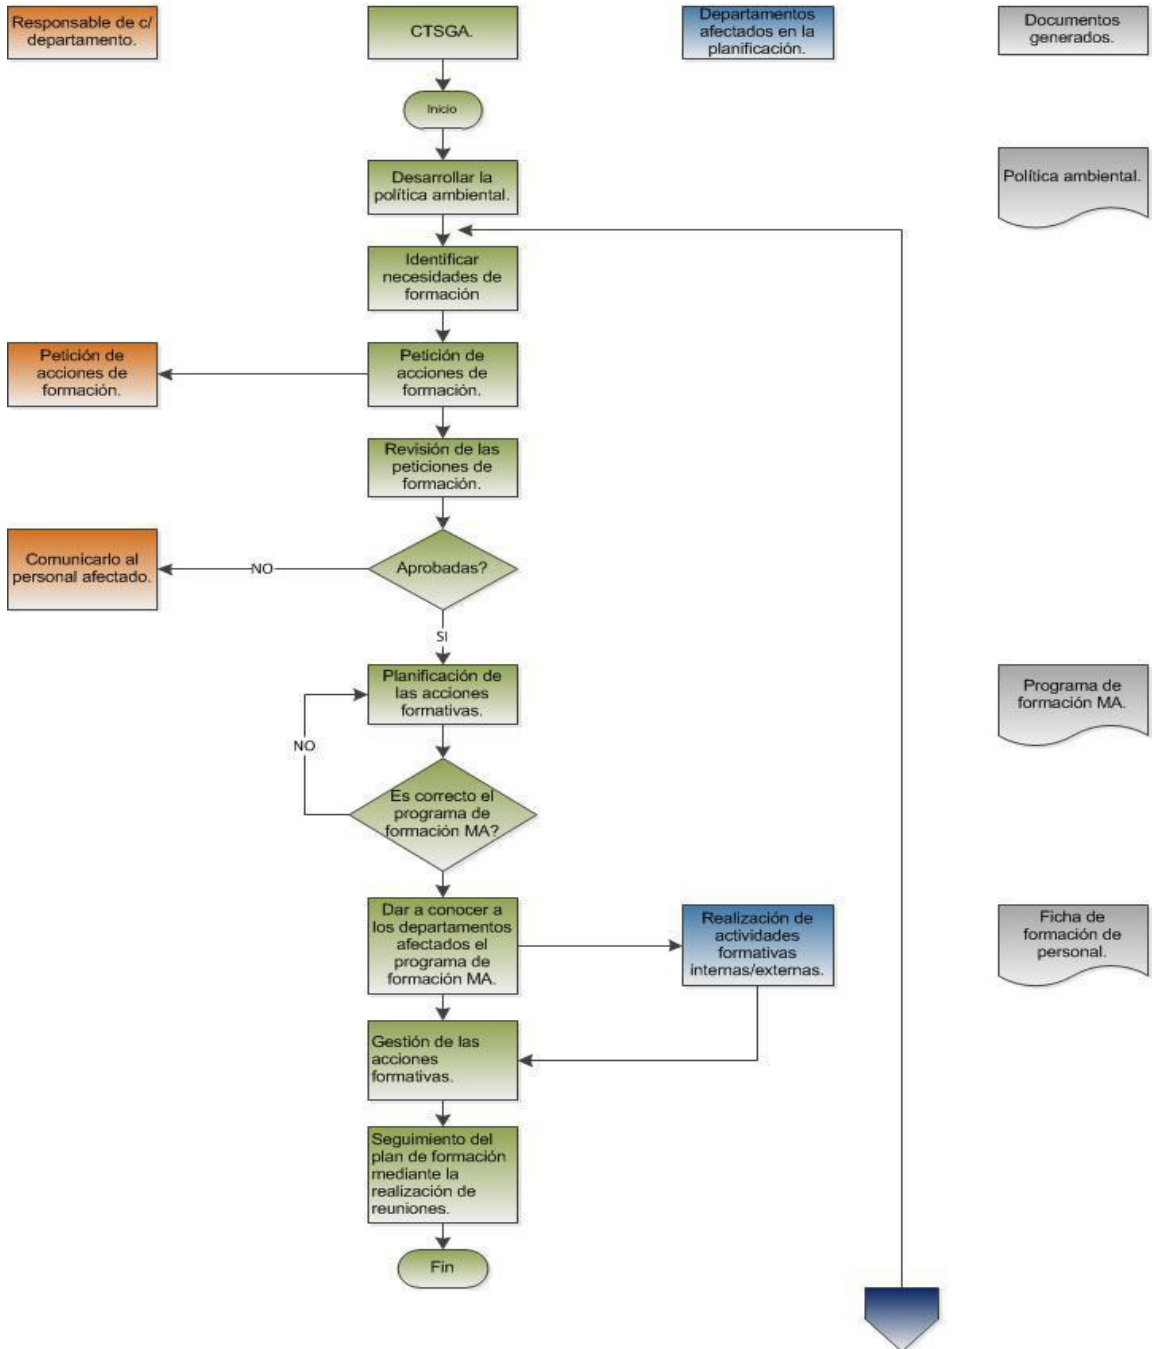 Responsable de c/
departamento.
CTSGA.
Departamentos
afectados en la
planificación.
Documentos
generados.
Inicio
Desarrollar la
política ambiental.
Política ambiental.
Identificar
necesidades de
formación
Petición de
acciones de
formación.
Petición de
acciones de
formación.
Revisión de las
peticiones de
formación.
Comunicarlo al
personal afectado.
NO
Aprobadas?
SI
Planificación de
las acciones
formativas.
Programa de
formación MA.
NO
Es correcto el
programa de
formación MA?
Dar a conocer a
los departamentos
afectados el
programa de
formación MA.
Realización de
actividades
formativas
internas/externas.
Ficha de
formación de
personal.
Gestión de las
acciones
formativas.
Seguimiento del
plan de formación
mediante la
realización de
reuniones.
Fin